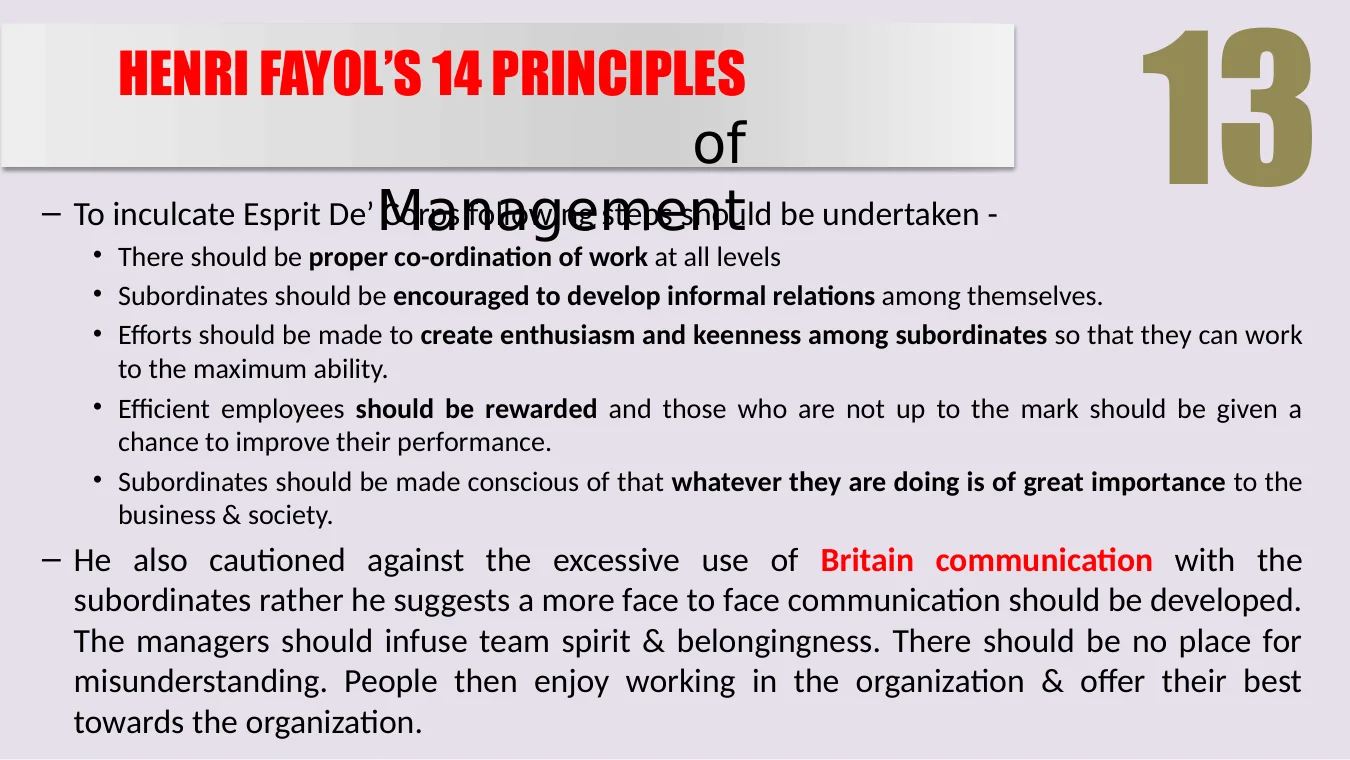 HENRI FAYOL’S 14 PRINCIPLES
of
Management
13
– To inculcate Esprit De’ Corps following steps should be undertaken -
• There should be proper co-ordination of work at all levels
• Subordinates should be encouraged to develop informal relations among themselves.
• Efforts should be made to create enthusiasm and keenness among subordinates so that they can work
to the maximum ability.
• Efficient employees should be rewarded and those who are not up to the mark should be given a
chance to improve their performance.
• Subordinates should be made conscious of that whatever they are doing is of great importance to the
business & society.
– He also cautioned against the excessive use of Britain communication with the
subordinates rather he suggests a more face to face communication should be developed.
The managers should infuse team spirit & belongingness. There should be no place for
misunderstanding. People then enjoy working in the organization & offer their best
towards the organization.